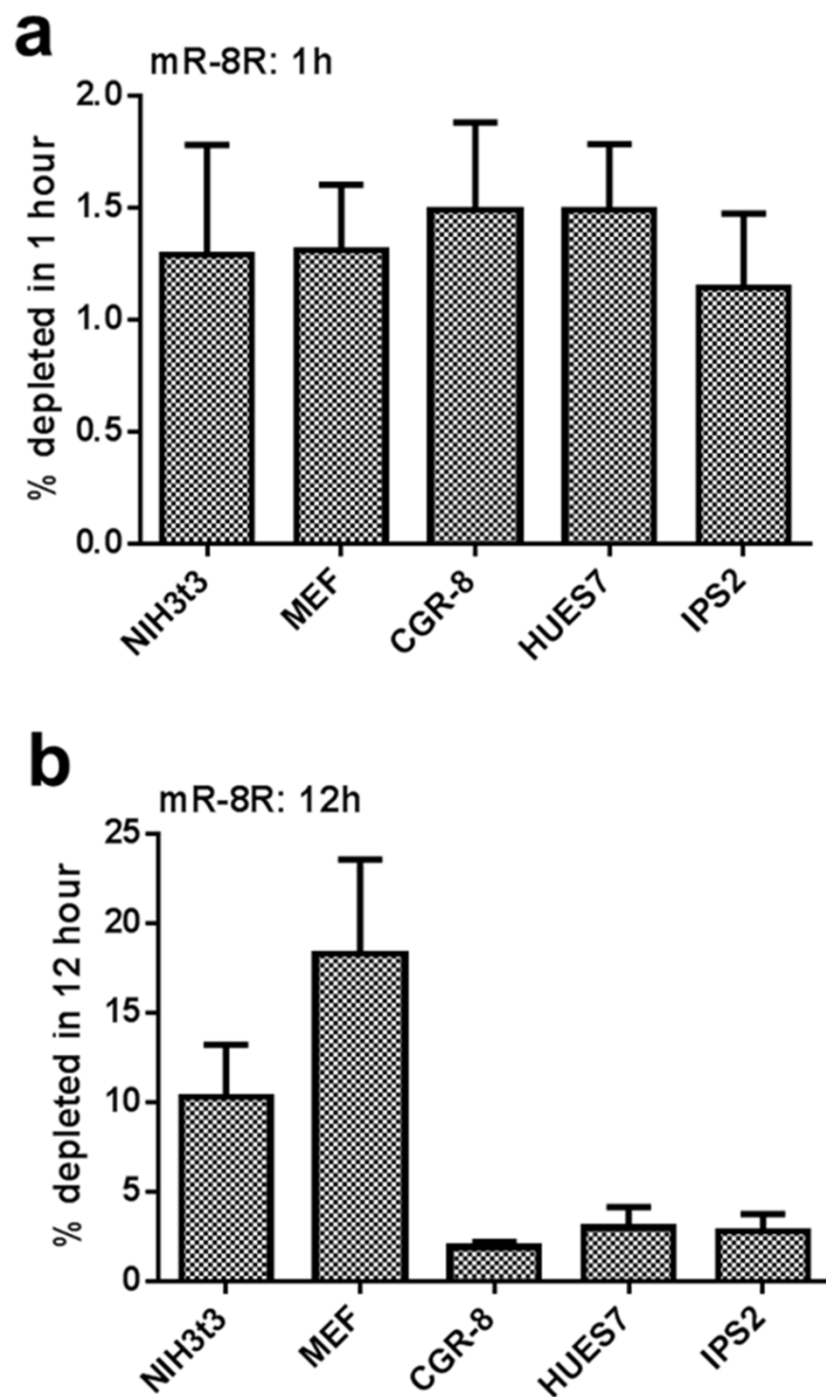 a
mR-8R: 1h
% depleted in 1 hour
2.0
1.5
1.0
0.5
0.0
NIH3t3
MEF
CGR-8
HUES7
IPS2
b
mR-8R: 12h
% depleted in 12 hour
25
20
15
10
5
0
NIH3t3
MEF
CGR-8
HUES7
IPS2